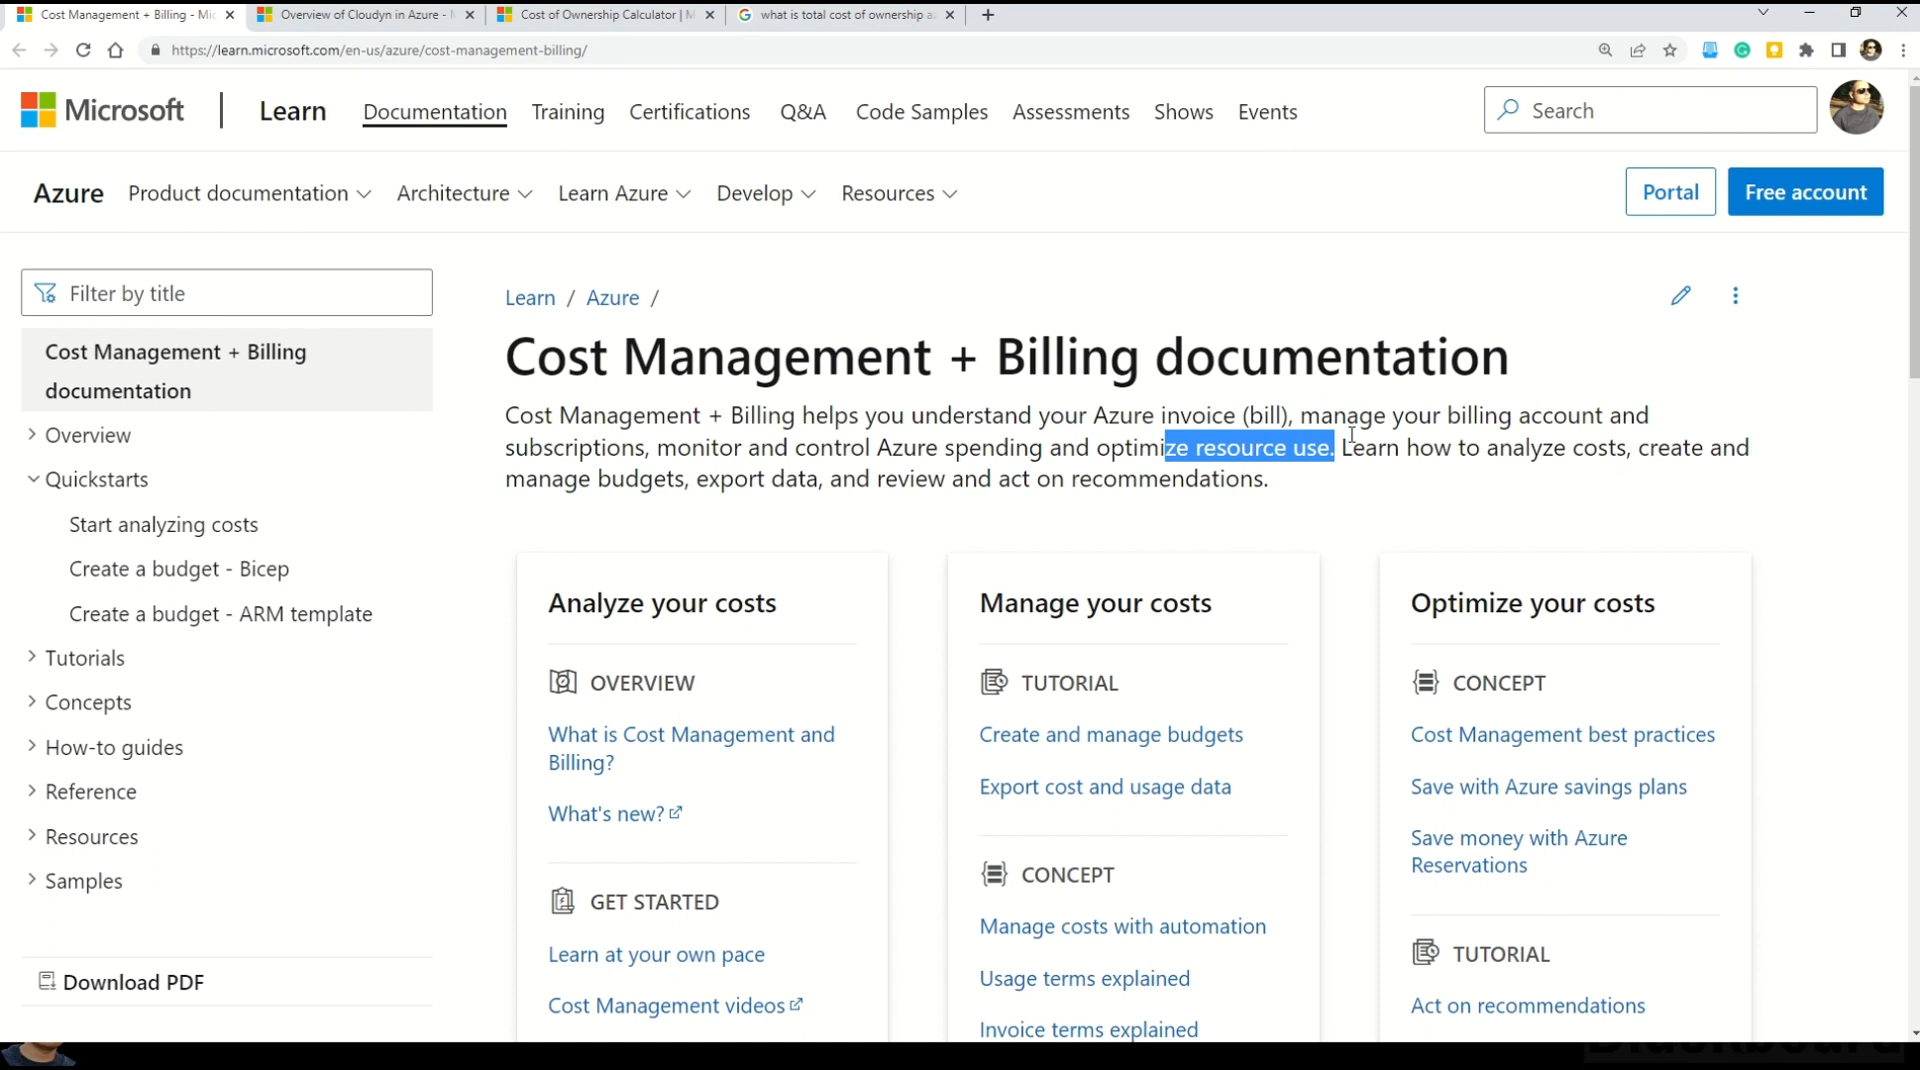 Cost Management + Billing - Mic
Overview of Cloudyn in Azure - M
Cost of Ownership Calculator | M
what is total cost of ownership az
https://learn.microsoft.com/en-us/azure/cost-management-billing/
Microsoft
Learn
Documentation
Training
Certifications
Q&A
Code Samples
Assessments
Shows
Events
Search
Azure
Product documentation
Architecture
Learn Azure
Develop
Resources
Portal
Free account
Filter by title
Cost Management + Billing
documentation
Overview
Quickstarts
Start analyzing costs
Create a budget - Bicep
Create a budget - ARM template
Tutorials
Concepts
How-to guides
Reference
Resources
Samples
Download PDF
Learn / Azure /
Cost Management + Billing documentation
Cost Management + Billing helps you understand your Azure invoice (bill), manage your billing account and
subscriptions, monitor and control Azure spending and optimize resource use. Learn how to analyze costs, create and
manage budgets, export data, and review and act on recommendations.
Analyze your costs
OVERVIEW
What is Cost Management and
Billing?
What's new?
GET STARTED
Learn at your own pace
Cost Management videos
Manage your costs
TUTORIAL
Create and manage budgets
Export cost and usage data
CONCEPT
Manage costs with automation
Usage terms explained
Invoice terms explained
Optimize your costs
CONCEPT
Cost Management best practices
Save with Azure savings plans
Save money with Azure
Reservations
TUTORIAL
Act on recommendations